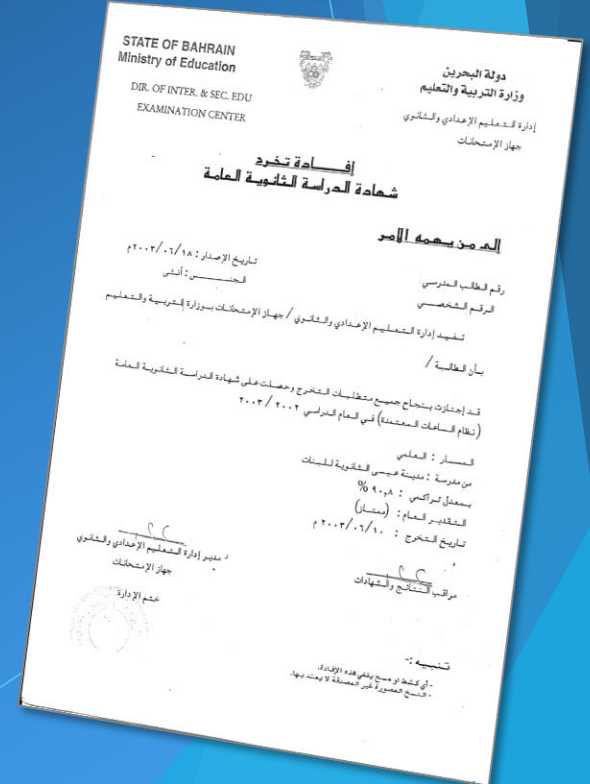 STATE OF BAHRAIN
Ministry of Education
DIR. OF INTER. & SEC. EDU
EXAMINATION CENTER
دولة البحرين
وزارة التربية والتعليم
إدارة التعليم الإعدادي والثانوي
جهاز الإمتحانات
إفادة تخرج
شهادة الدراسة الثانوية العامة
إلى من يهمه الأمر
رقم الطالب المدرسي
تاريخ الإصدار : ٢٠٠٣/٠٦/١٨م
الرقم الشخصي
الجنس : أنثى
تفيد إدارة التعليم الإعدادي والثانوي / جهاز الإمتحانات بوزارة التربية والتعليم
بأن الطالبة /
قد إجتازت بنجاح جميع متطلبات التخرج وحصلت على شهادة الدراسة الثانوية العامة
(نظام الساعات المعتمدة) في العام الدراسي ٢٠٠٢ / ٢٠٠٣
المسار : العلمي
من مدرسة : مدينة عيسى الثانوية للبنات
بمعدل تراكمي : ٩٠,٨ %
التقدير العام : (ممتاز)
تاريخ التخرج : ٢٠٠٣/٠٦/١٠ م
مراقب النتائج والشهادات
مدير إدارة التعليم الإعدادي والثانوي
جهاز الإمتحانات
ختم الإدارة
تنبيه :-
- أي كشط او مسح يلغي هذه الإفادة.
- النسخ المصورة غير المصدقة لا يعتد بها.